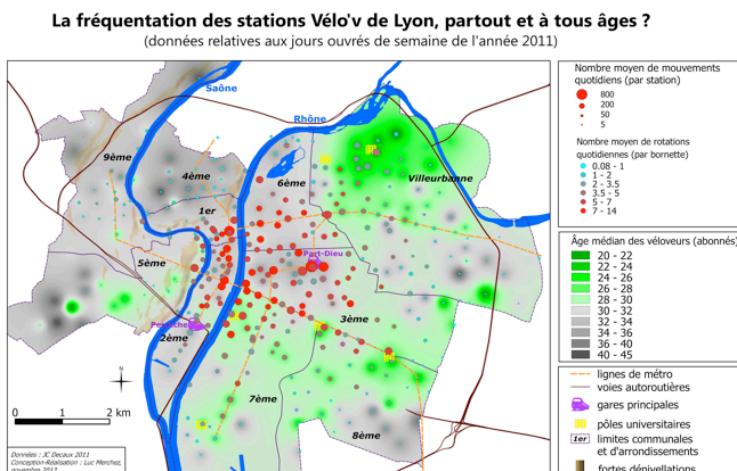 La fréquentation des stations Vélo'v de Lyon, partout et à tous âges ?
(données relatives aux jours ouvrés de semaine de l'année 2011)
Saône
Rhône
9ème
4ème
6ème
Villeurbanne
1er
5ème
Part-Dieu
Perrache
2ème
3ème
7ème
8ème
N
0 1 2 km
Données : JC Decaux 2011
Conception-Réalisation : Luc Merchez,
novembre 2013
Nombre moyen de mouvements
quotidiens (par station)
800
200
50
5
Nombre moyen de rotations
quotidiennes (par bornette)
0.08 - 1
1 - 2
2 - 3.5
3.5 - 5
5 - 7
7 - 14
Âge médian des véloveurs (abonnés)
20 - 22
22 - 24
24 - 26
26 - 28
28 - 30
30 - 32
32 - 34
34 - 36
36 - 40
40 - 45
lignes de métro
voies autoroutières
gares principales
pôles universitaires
1er limites communales
et d'arrondissements
fortes dénivellations